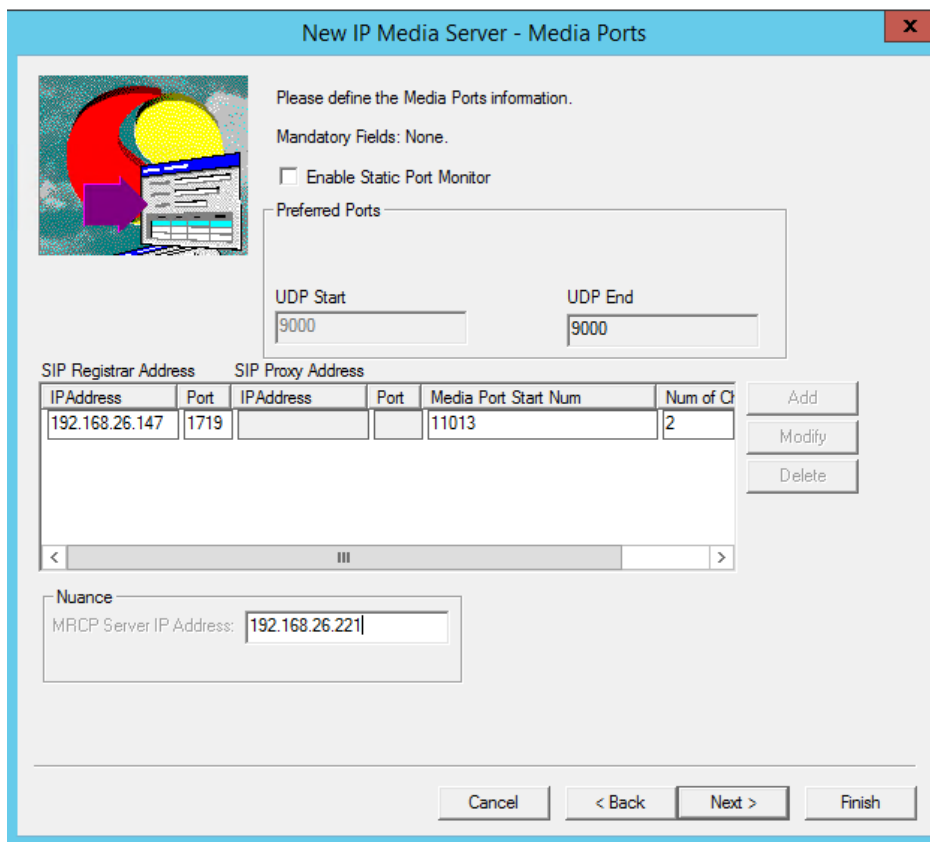 New IP Media Server - Media Ports
x
Please define the Media Ports information.
Mandatory Fields: None.
Enable Static Port Monitor
Preferred Ports
UDP Start UDP End
9000 9000
SIP Registrar Address SIP Proxy Address
IPAddress Port IPAddress Port Media Port Start Num Num of Ch
192.168.26.147 1719 11013 2
Add
Modify
Delete
Nuance
MRCP Server IP Address: 192.168.26.221
Cancel < Back Next > Finish